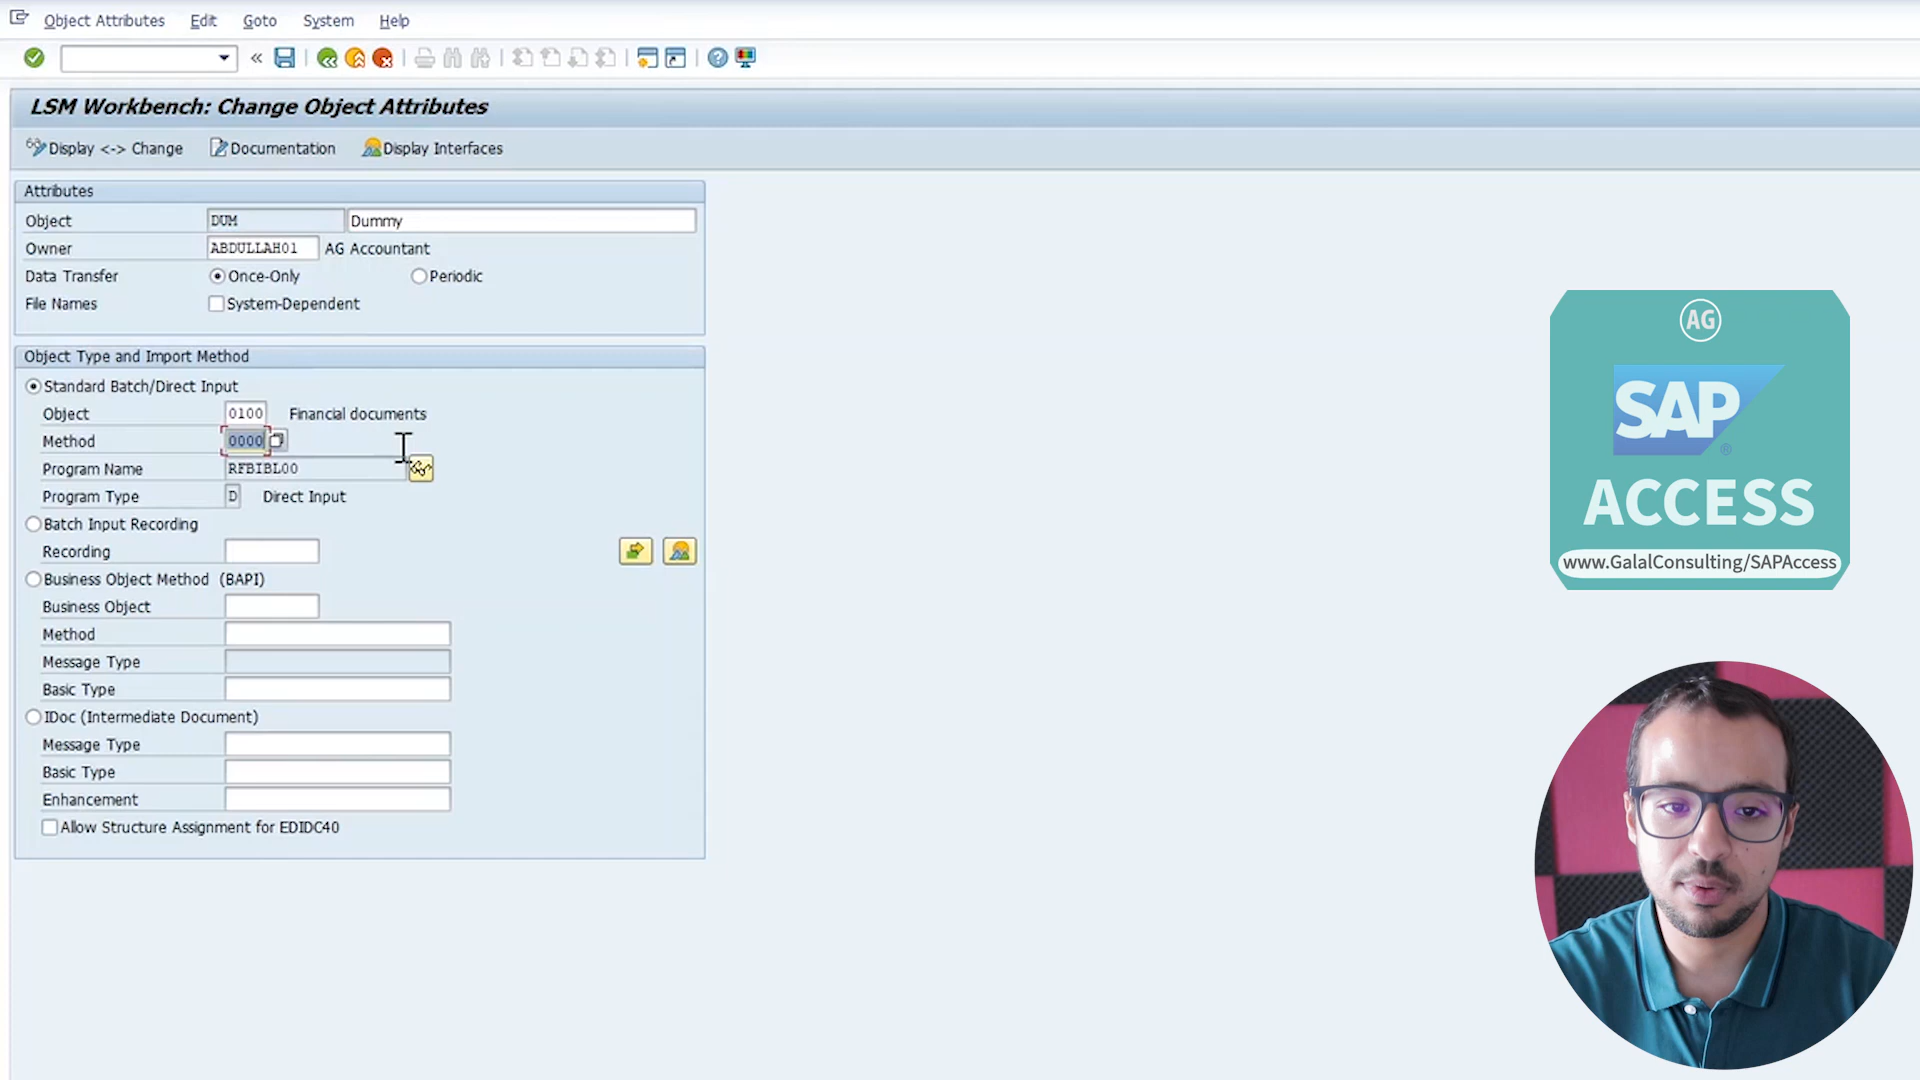 Object Attributes Edit Goto System Help
LSM Workbench: Change Object Attributes
Display <-> Change Documentation Display Interfaces
Attributes
Object DUM Dummy
Owner ABDULLAH01 AG Accountant
Data Transfer Once-Only Periodic
File Names System-Dependent
Object Type and Import Method
Standard Batch/Direct Input
Object 0100 Financial documents
Method 0000
Program Name RFBIBL00
Program Type D Direct Input
Batch Input Recording
Recording
Business Object Method (BAPI)
Business Object
Method
Message Type
Basic Type
IDoc (Intermediate Document)
Message Type
Basic Type
Enhancement
Allow Structure Assignment for EDIDC40
AG
SAP®
ACCESS
www.GalalConsulting/SAPAccess